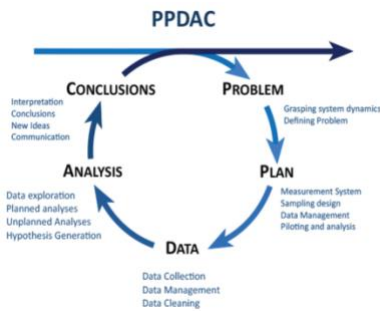 PPDAC
PROBLEM
Grasping system dynamics
Defining Problem
PLAN
Measurement System
Sampling design
Data Management
Piloting and analysis
DATA
Data Collection
Data Management
Data Cleaning
ANALYSIS
Data exploration
Planned analyses
Unplanned Analyses
Hypothesis Generation
CONCLUSIONS
Interpretation
Conclusions
New Ideas
Communication